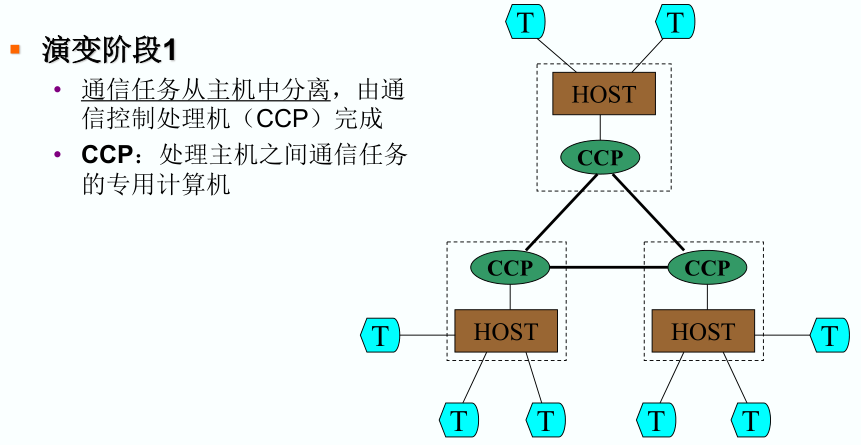 演变阶段1
通信任务从主机中分离，由通
信控制处理机（CCP）完成
CCP：处理主机之间通信任务
的专用计算机
T
T
HOST
CCP
CCP
CCP
T
HOST
HOST
T
T
T
T
T